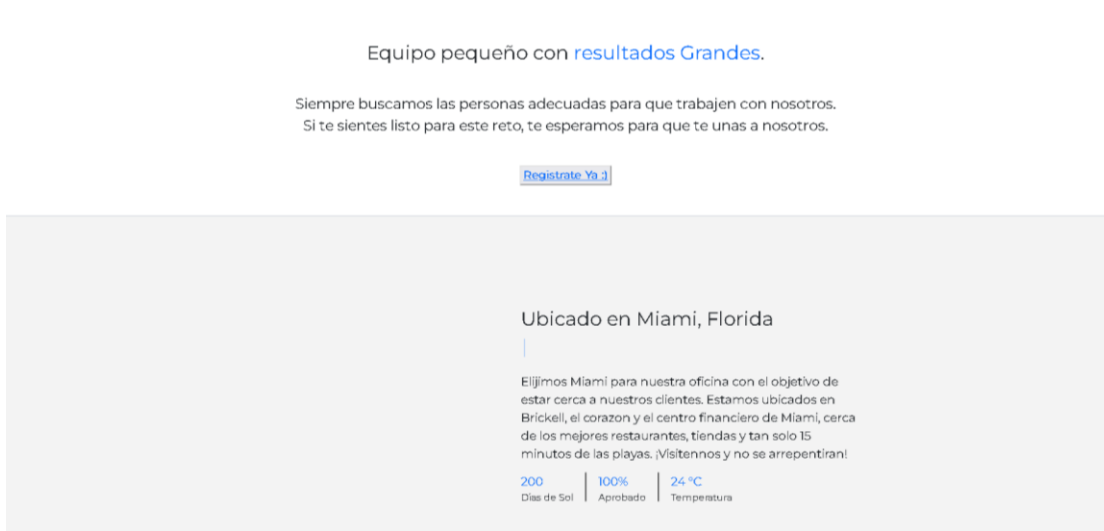 Equipo pequeño con resultados Grandes.
Siempre buscamos las personas adecuadas para que trabajen con nosotros.
Si te sientes listo para este reto, te esperamos para que te unas a nosotros.
Registrate Ya :)
Ubicado en Miami, Florida
Elijimos Miami para nuestra oficina con el objetivo de
estar cerca a nuestros clientes. Estamos ubicados en
Brickell, el corazon y el centro financiero de Miami, cerca
de los mejores restaurantes, tiendas y tan solo 15
minutos de las playas. ¡Visitennos y no se arrepentiran!
200 100% 24 °C
Dias de Sol Aprobado Temperatura